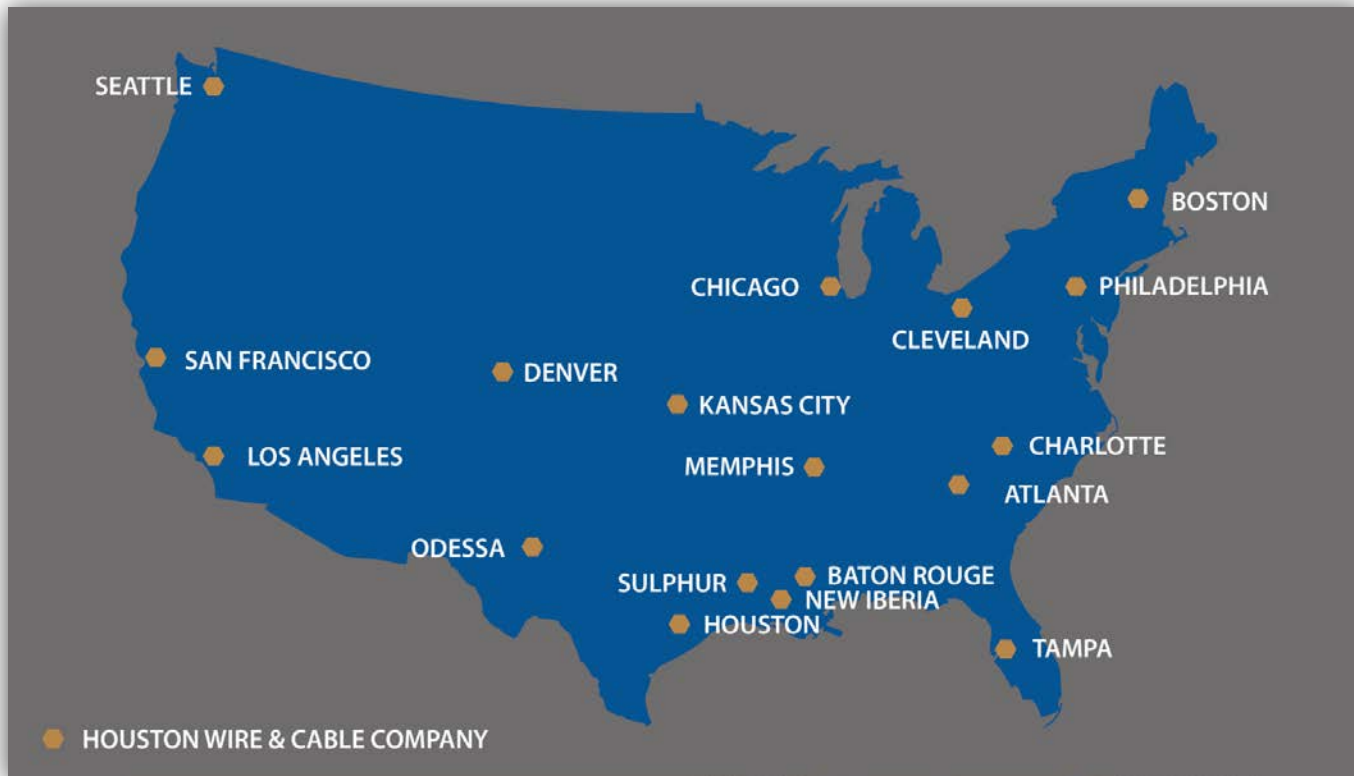 SEATTLE
BOSTON
CHICAGO
PHILADELPHIA
CLEVELAND
SAN FRANCISCO
DENVER
KANSAS CITY
CHARLOTTE
LOS ANGELES
MEMPHIS
ATLANTA
ODESSA
SULPHUR
BATON ROUGE
NEW IBERIA
HOUSTON
TAMPA
HOUSTON WIRE & CABLE COMPANY